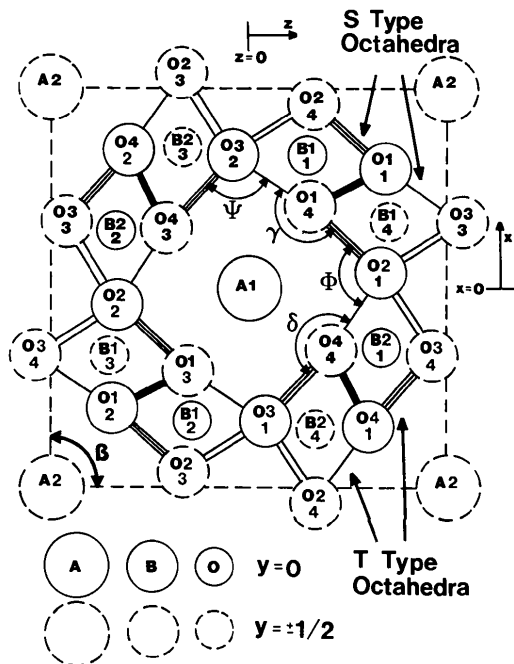 z
z=0
S Type
Octahedra
A2
A2
O2
3
O2
4
O4
2
B2
3
O3
2
B1
1
O1
1
O3
3
B2
2
O4
3
O1
4
B1
4
O3
3
Ψ
γ
x
x=0
A1
Φ
O2
1
O2
2
δ
O3
4
B1
3
O1
3
O4
4
B2
1
O3
4
O1
2
B1
2
O3
1
B2
4
O4
1
β
O2
3
O2
4
A2
A2
T Type
Octahedra
A
B
O
y=0
y=±1/2